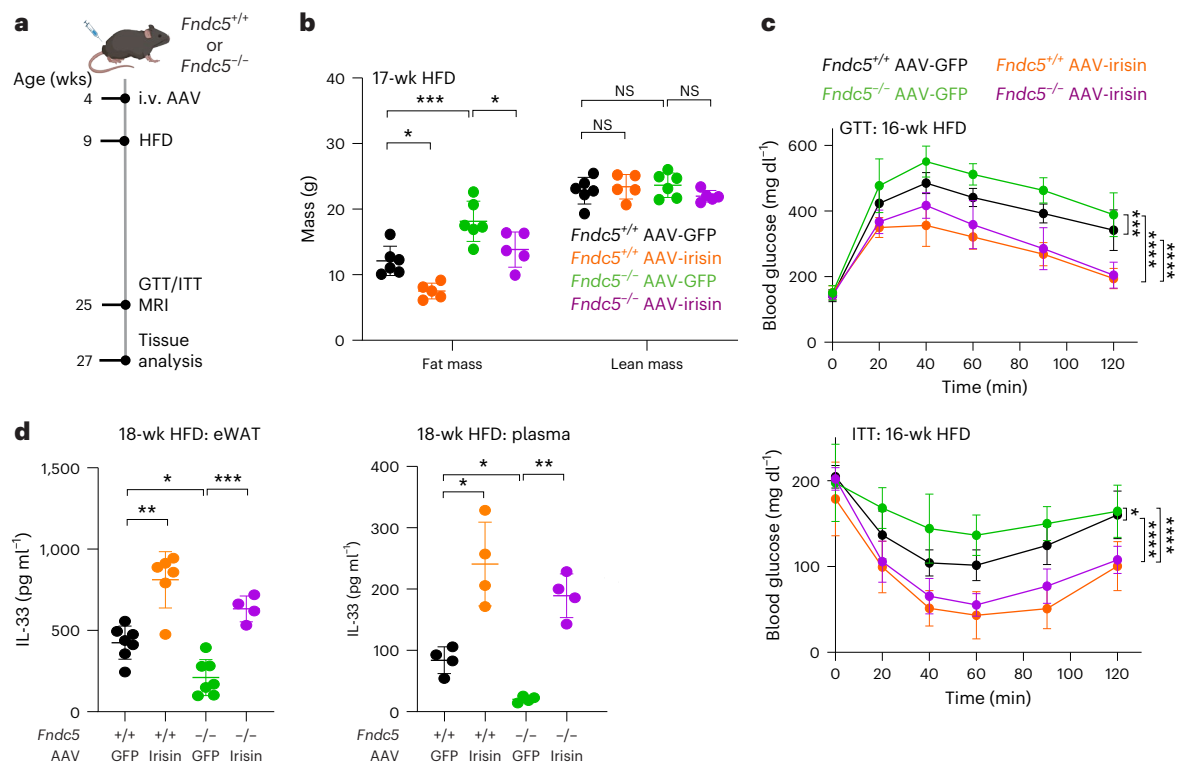 a
Fndc5+/+
or
Fndc5−/−
Age (wks)
4
i.v. AAV
9
HFD
25
GTT/ITT
MRI
27
Tissue
analysis
b
17-wk HFD
Mass (g)
40
30
20
10
0
***
*
*
NS
NS
NS
Fndc5+/+ AAV-GFP
Fndc5+/+ AAV-irisin
Fndc5−/− AAV-GFP
Fndc5−/− AAV-irisin
Fat mass
Lean mass
c
Fndc5+/+ AAV-GFP
Fndc5+/+ AAV-irisin
Fndc5−/− AAV-GFP
Fndc5−/− AAV-irisin
GTT: 16-wk HFD
Blood glucose (mg dl−1)
600
400
200
0
**
****
****
0 20 40 60 80 100 120
Time (min)
ITT: 16-wk HFD
Blood glucose (mg dl−1)
200
100
0
*
****
****
0 20 40 60 80 100 120
Time (min)
d
18-wk HFD: eWAT
IL-33 (pg ml−1)
1,500
1,000
500
0
*
***
**
Fndc5 +/+ +/+ −/− −/−
AAV GFP Irisin GFP Irisin
18-wk HFD: plasma
IL-33 (pg ml−1)
400
300
200
100
0
*
**
*
+/+ +/+ −/− −/−
GFP Irisin GFP Irisin